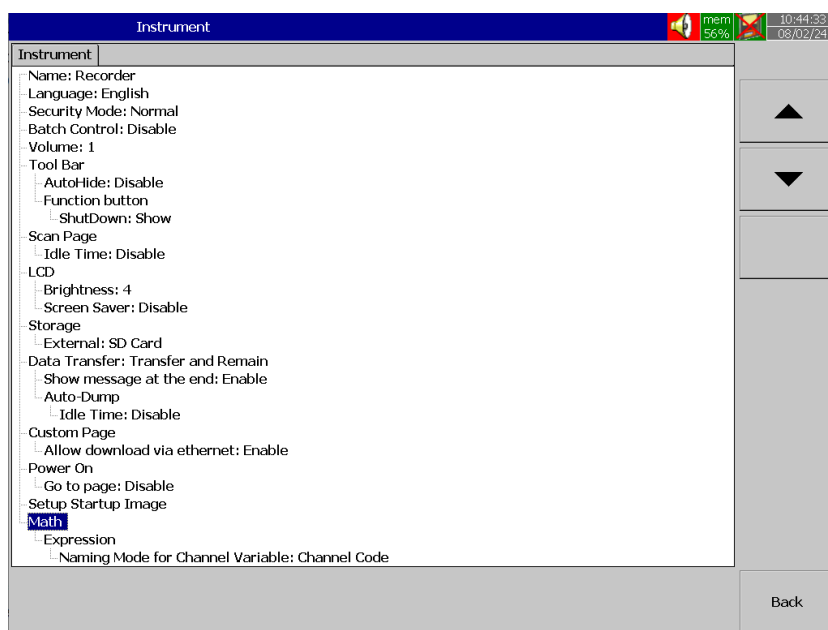 Instrument
mem
56%
10:44:33
08/02/24
Instrument
Name: Recorder
Language: English
Security Mode: Normal
Batch Control: Disable
Volume: 1
Tool Bar
AutoHide: Disable
Function button
ShutDown: Show
Scan Page
Idle Time: Disable
LCD
Brightness: 4
Screen Saver: Disable
Storage
External: SD Card
Data Transfer: Transfer and Remain
Show message at the end: Enable
Auto-Dump
Idle Time: Disable
Custom Page
Allow download via ethernet: Enable
Power On
Go to page: Disable
Setup Startup Image
Math
Expression
Naming Mode for Channel Variable: Channel Code
Back